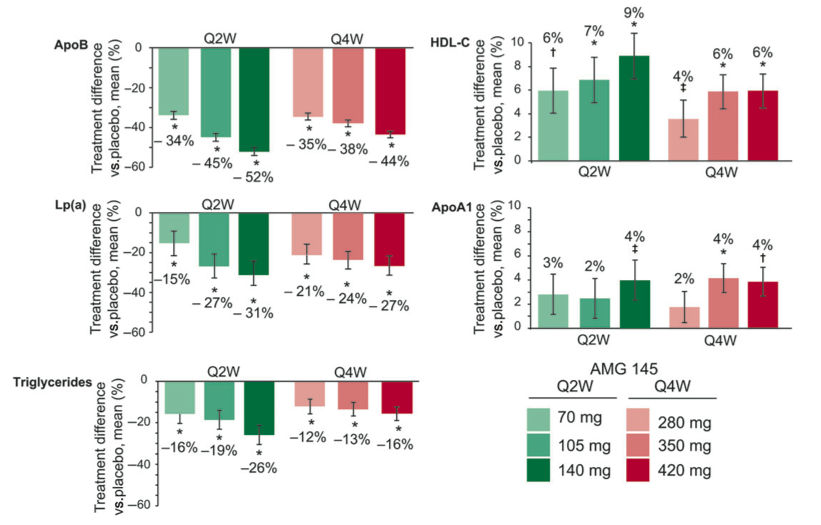 ApoB
Treatment difference
vs.placebo, mean (%)
Q2W
Q4W
0
–20
–40
–60
*
– 34%
*
– 45%
*
– 52%
*
– 35%
*
– 38%
*
– 44%
HDL-C
Treatment difference
vs.placebo, mean (%)
10
8
6
4
2
0
6%
†
7%
*
9%
*
4%
‡
6%
*
6%
*
Q2W
Q4W
Lp(a)
Treatment difference
vs.placebo, mean (%)
Q2W
Q4W
0
–20
–40
–60
*
–15%
*
– 27%
*
– 31%
*
– 21%
*
– 24%
*
– 27%
ApoA1
Treatment difference
vs.placebo, mean (%)
10
8
6
4
2
0
3%
2%
4%
‡
2%
4%
*
4%
†
Q2W
Q4W
Triglycerides
Treatment difference
vs.placebo, mean (%)
Q2W
Q4W
0
–20
–40
–60
*
–16%
*
–19%
*
–26%
*
–12%
*
–13%
*
–16%
AMG 145
Q2W
Q4W
70 mg
280 mg
105 mg
350 mg
140 mg
420 mg